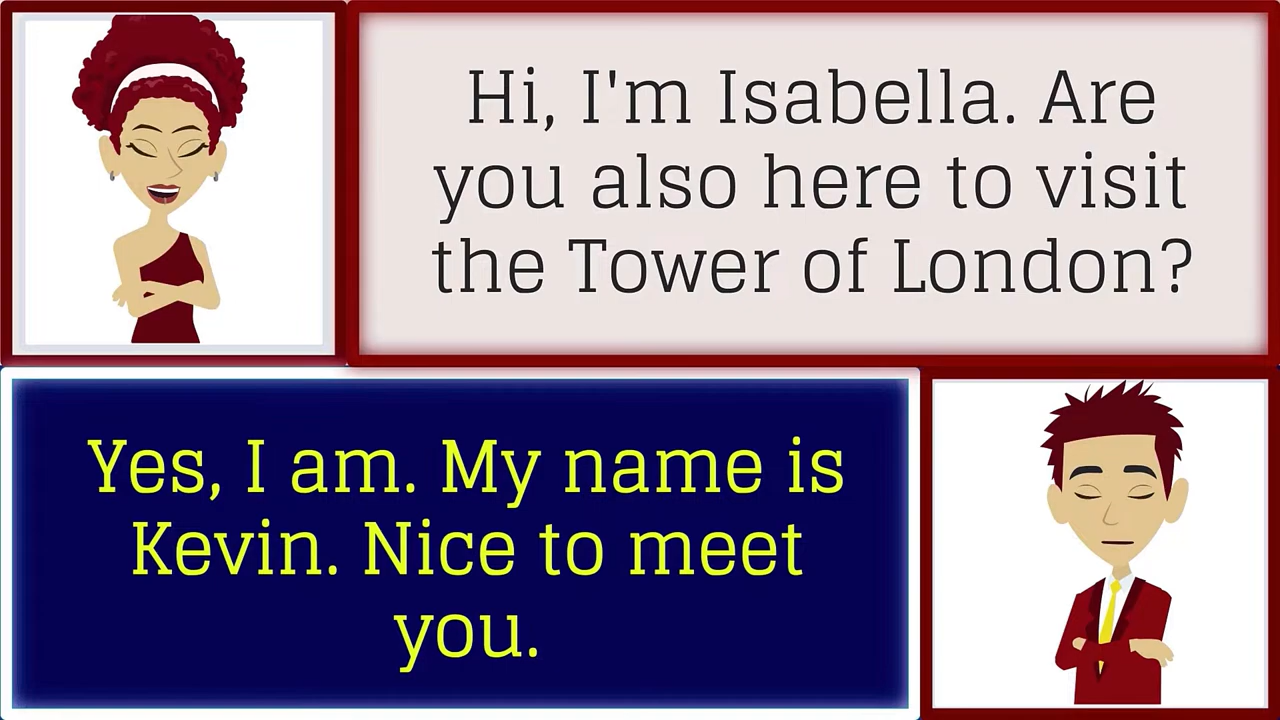 Hi, I'm Isabella. Are
you also here to visit
the Tower of London?
Yes, I am. My name is
Kevin. Nice to meet
you.